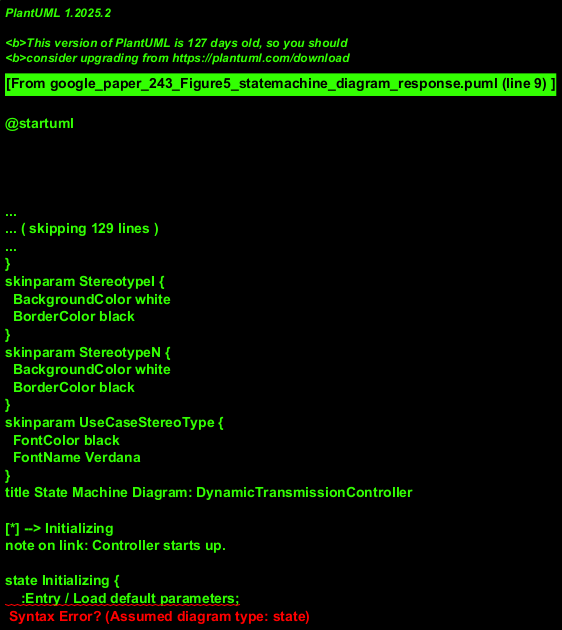 PlantUML 1.2025.2
<b>This version of PlantUML is 127 days old, so you should
<b>consider upgrading from https://plantuml.com/download
[From google_paper_243_Figure5_statemachine_diagram_response.puml (line 9) ]
@startuml
...
... ( skipping 129 lines )
...
}
skinparam StereotypeI {
BackgroundColor white
BorderColor black
}
skinparam StereotypeN {
BackgroundColor white
BorderColor black
}
skinparam UseCaseStereoType {
FontColor black
FontName Verdana
}
title State Machine Diagram: DynamicTransmissionController
[*] --> Initializing
note on link: Controller starts up.
state Initializing {
:Entry / Load default parameters;
Syntax Error? (Assumed diagram type: state)